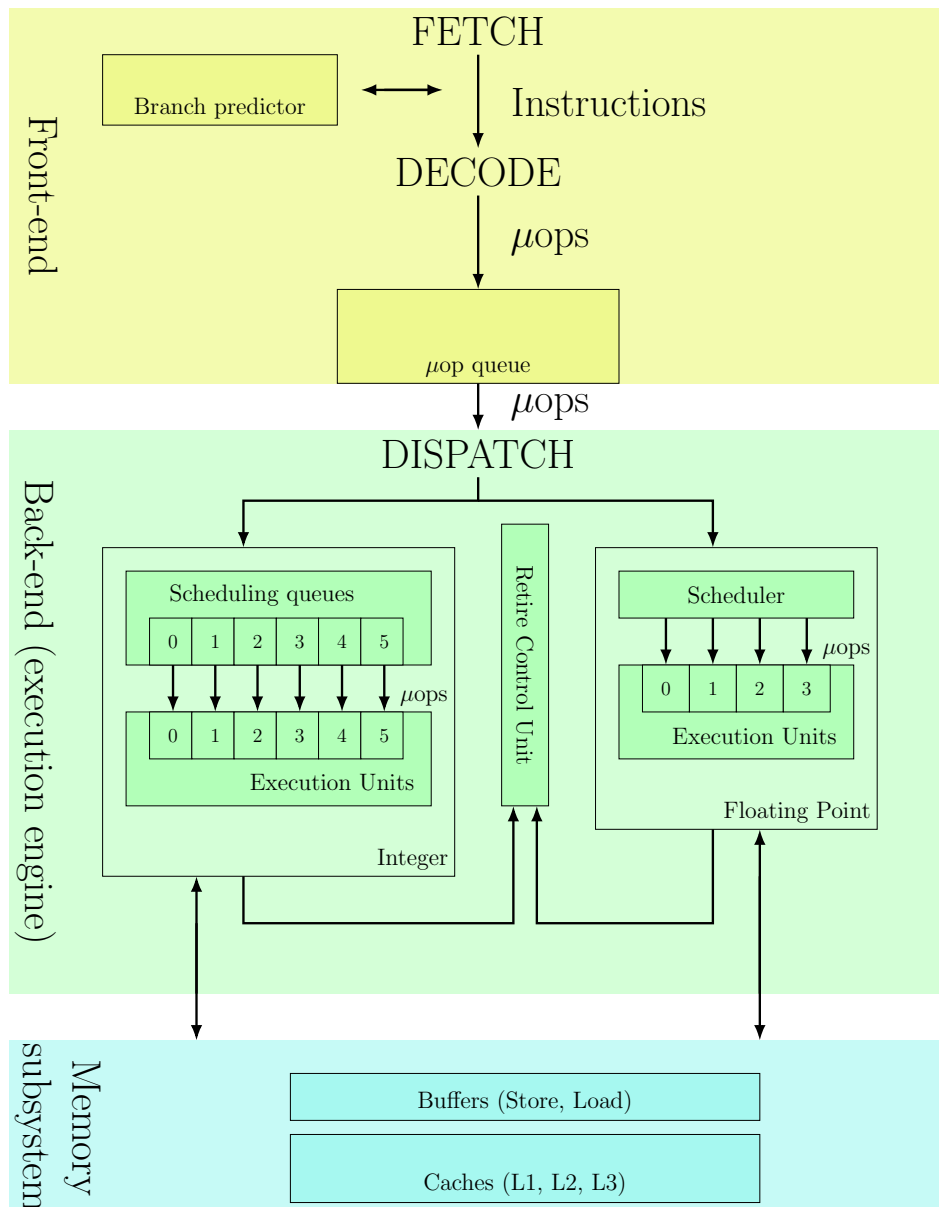 FETCH
Branch predictor
Instructions
Front-end
DECODE
μops
μop queue
μops
DISPATCH
Back-end (execution engine)
Scheduling queues
0 1 2 3 4 5
μops
0 1 2 3 4 5
Execution Units
Integer
Retire Control Unit
Scheduler
μops
0 1 2 3
Execution Units
Floating Point
Memory
subsystem
Buffers (Store, Load)
Caches (L1, L2, L3)